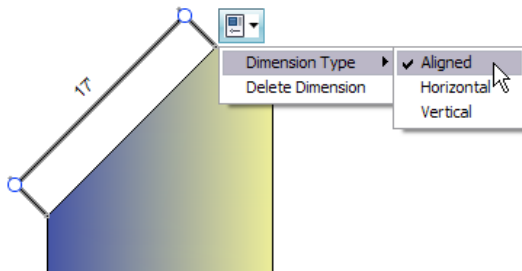 17'
Dimension Type
Delete Dimension
Aligned
Horizontal
Vertical